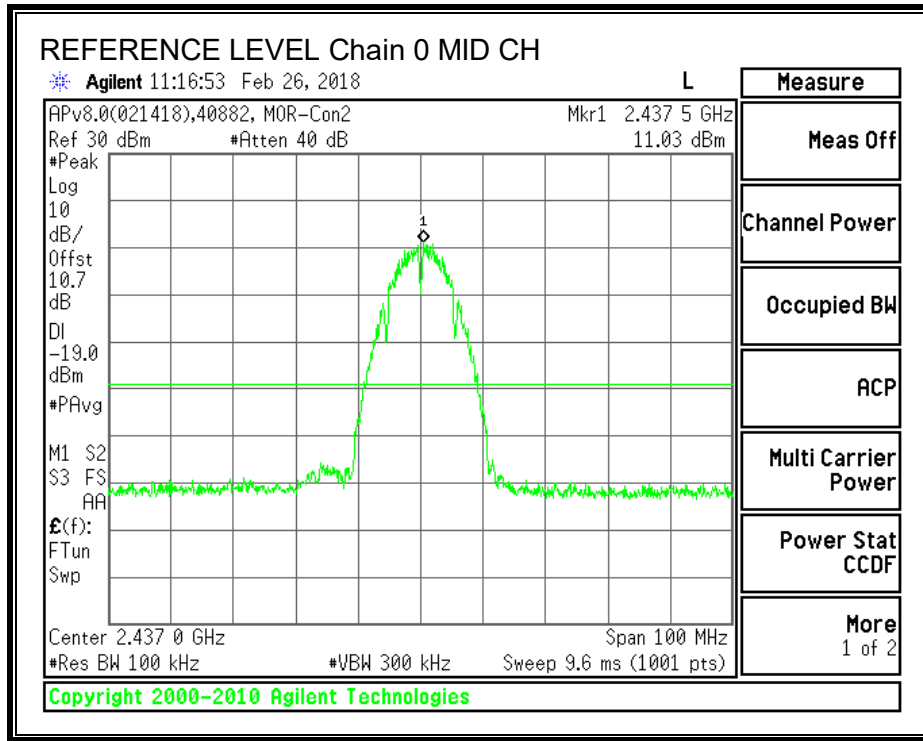 REFERENCE LEVEL Chain 0 MID CH
Agilent 11:16:53 Feb 26, 2018 L
Measure
APv8.0(021418),40882, MOR-Con2 Mkr1 2.437 5 GHz
Ref 30 dBm #Atten 40 dB 11.03 dBm
#Peak
Log
10
dB/
Offst
10.7
dB
DI
-19.0
dBm
#PAvg
M1 S2
S3 FS
AA
£(f):
FTun
Swp
1
Center 2.437 0 GHz Span 100 MHz
#Res BW 100 kHz #VBW 300 kHz Sweep 9.6 ms (1001 pts)
Meas Off
Channel Power
Occupied BW
ACP
Multi Carrier
Power
Power Stat
CCDF
More
1 of 2
Copyright 2000-2010 Agilent Technologies